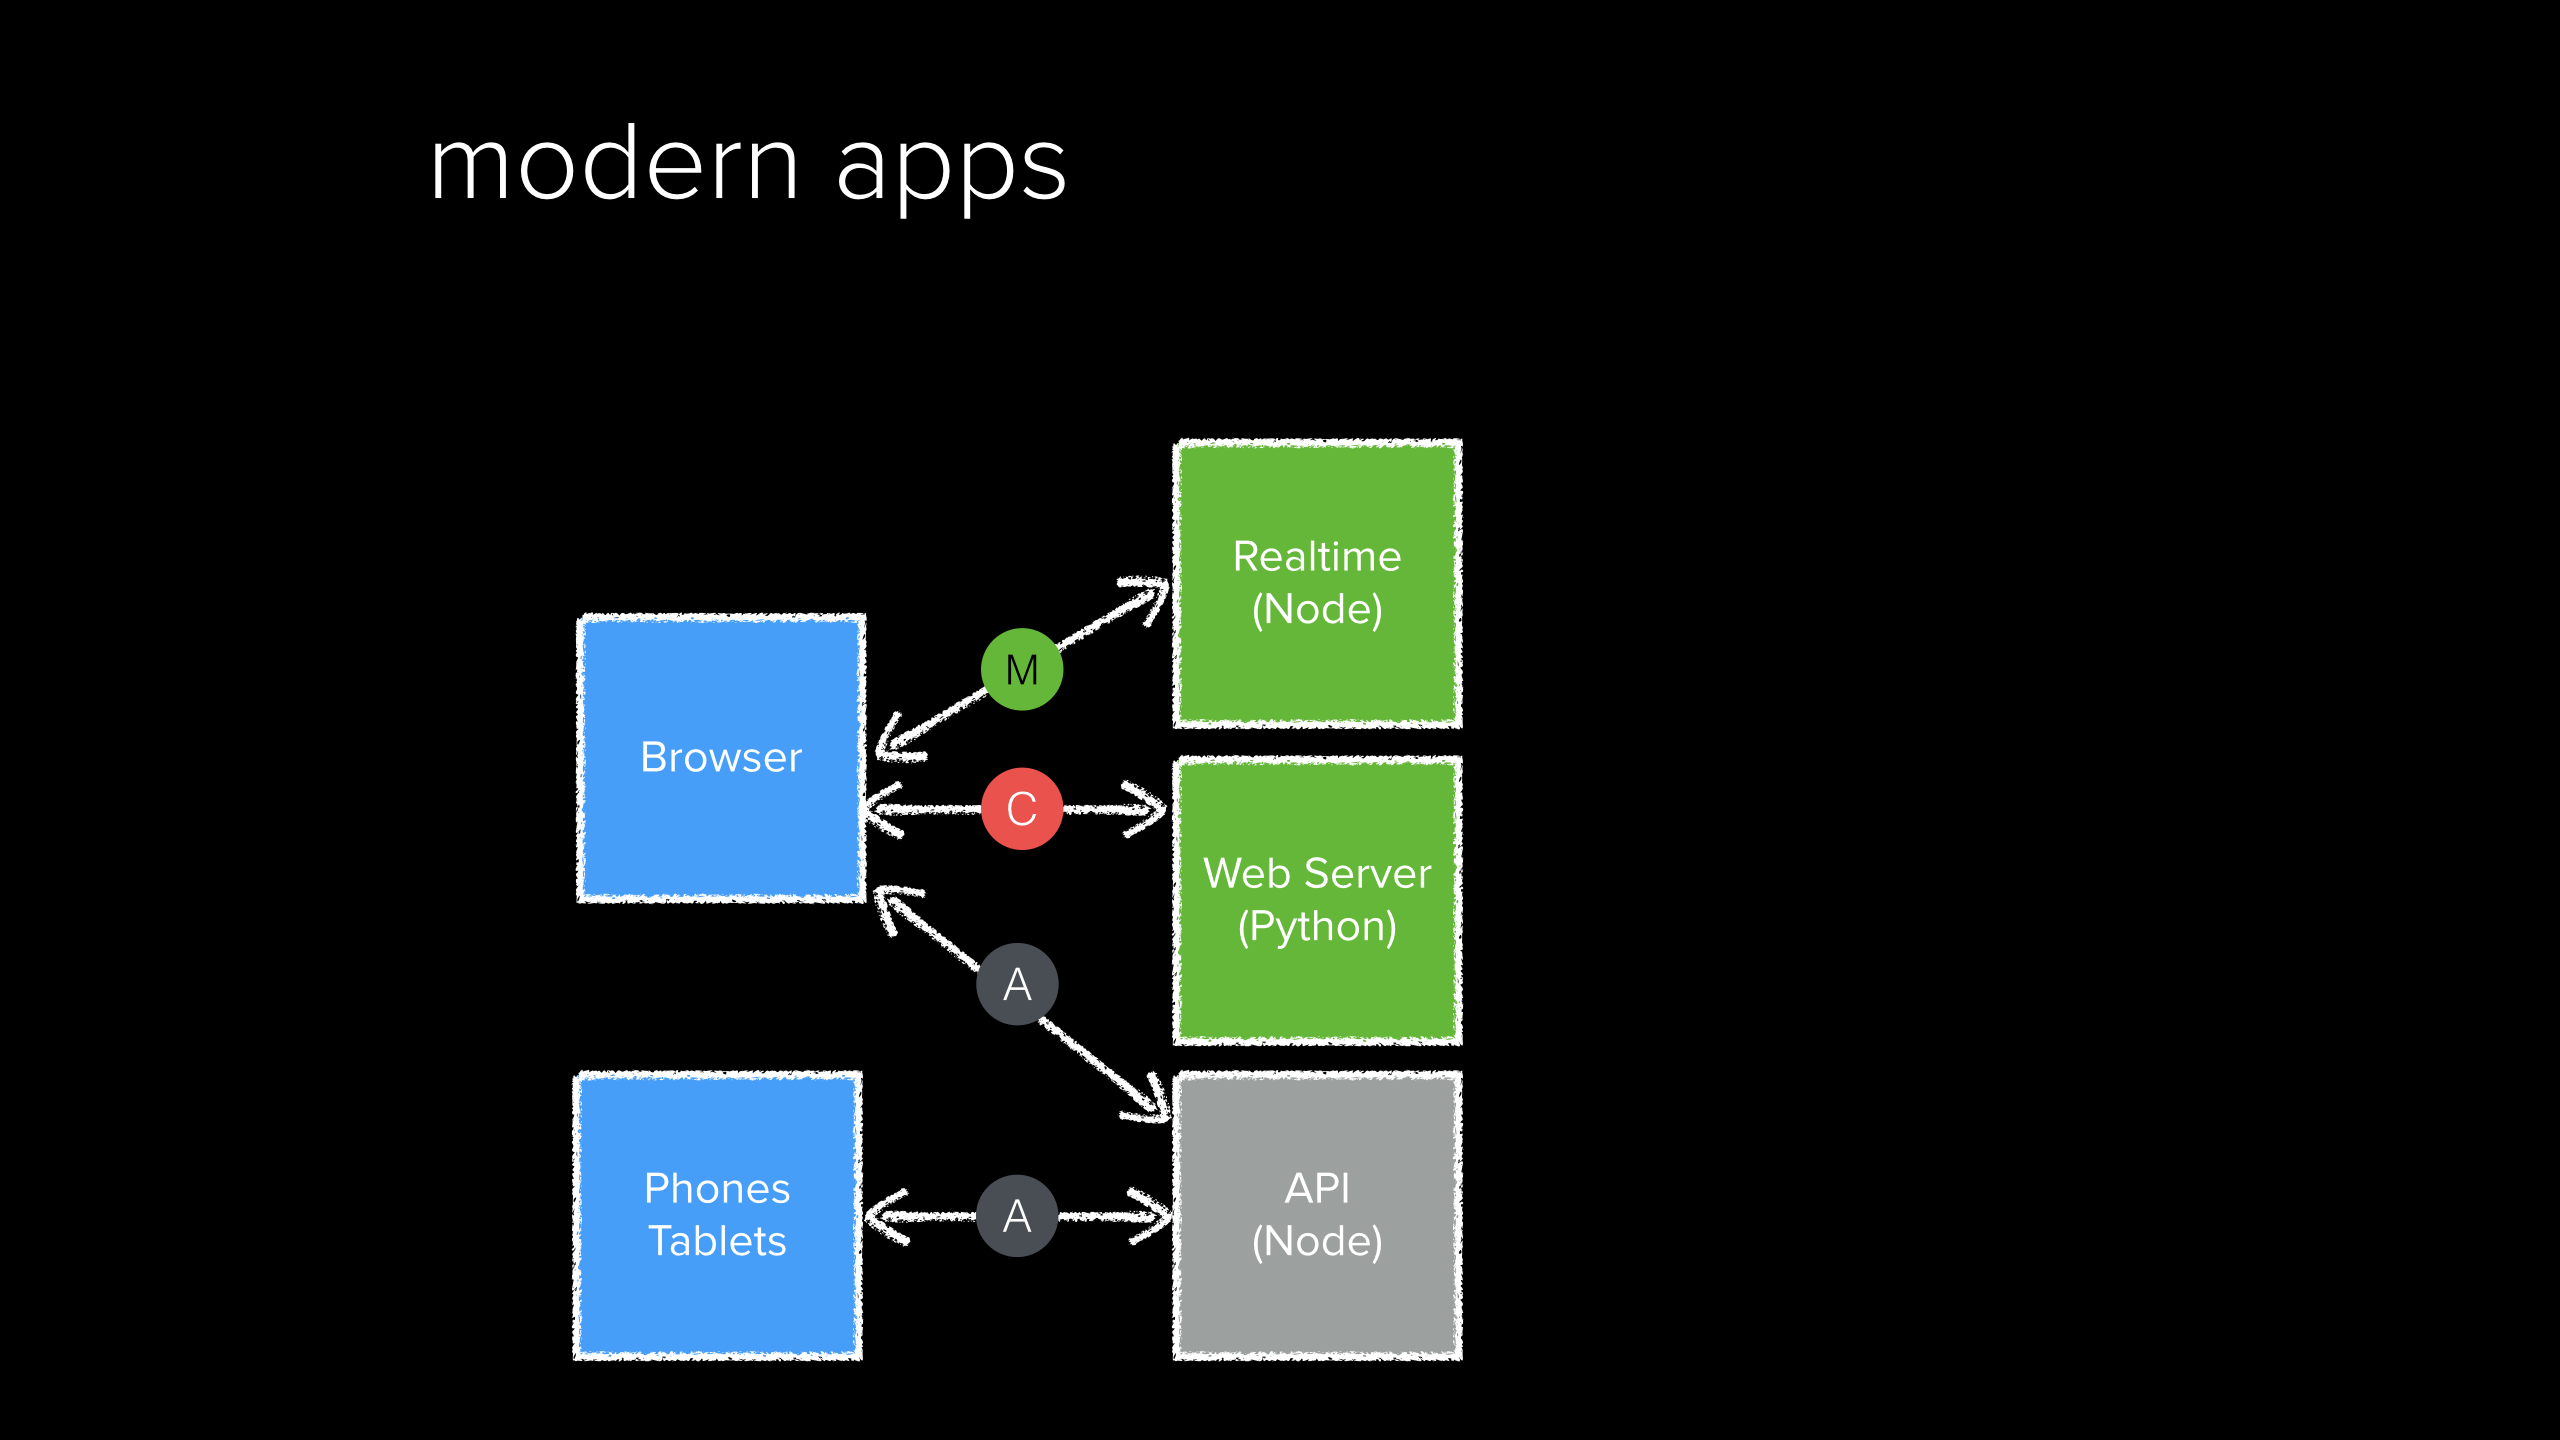 modern apps
Realtime
(Node)
M
Browser
C
Web Server
(Python)
A
Phones
Tablets
A
API
(Node)